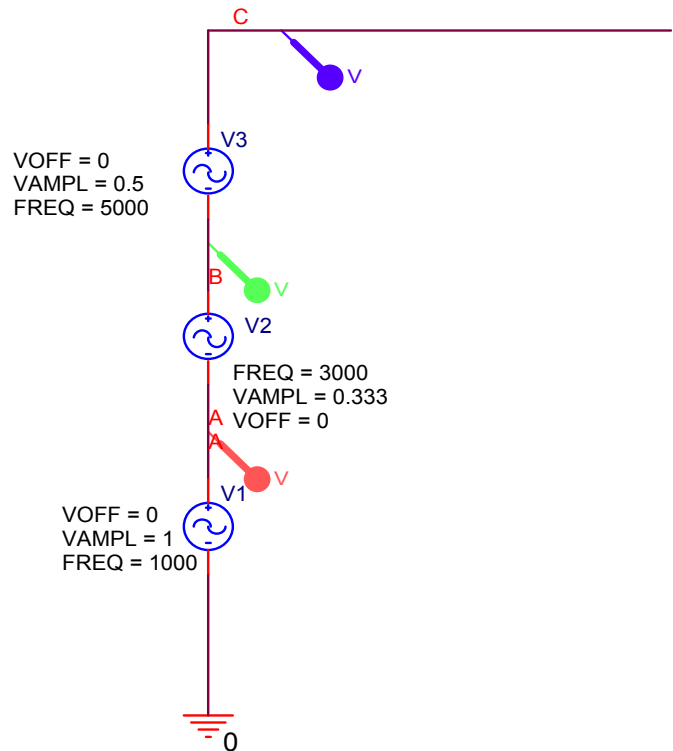 C
V
V3
VOFF = 0
VAMPL = 0.5
FREQ = 5000
B
V
V2
FREQ = 3000
VAMPL = 0.333
VOFF = 0
A
A
V
V1
VOFF = 0
VAMPL = 1
FREQ = 1000
0